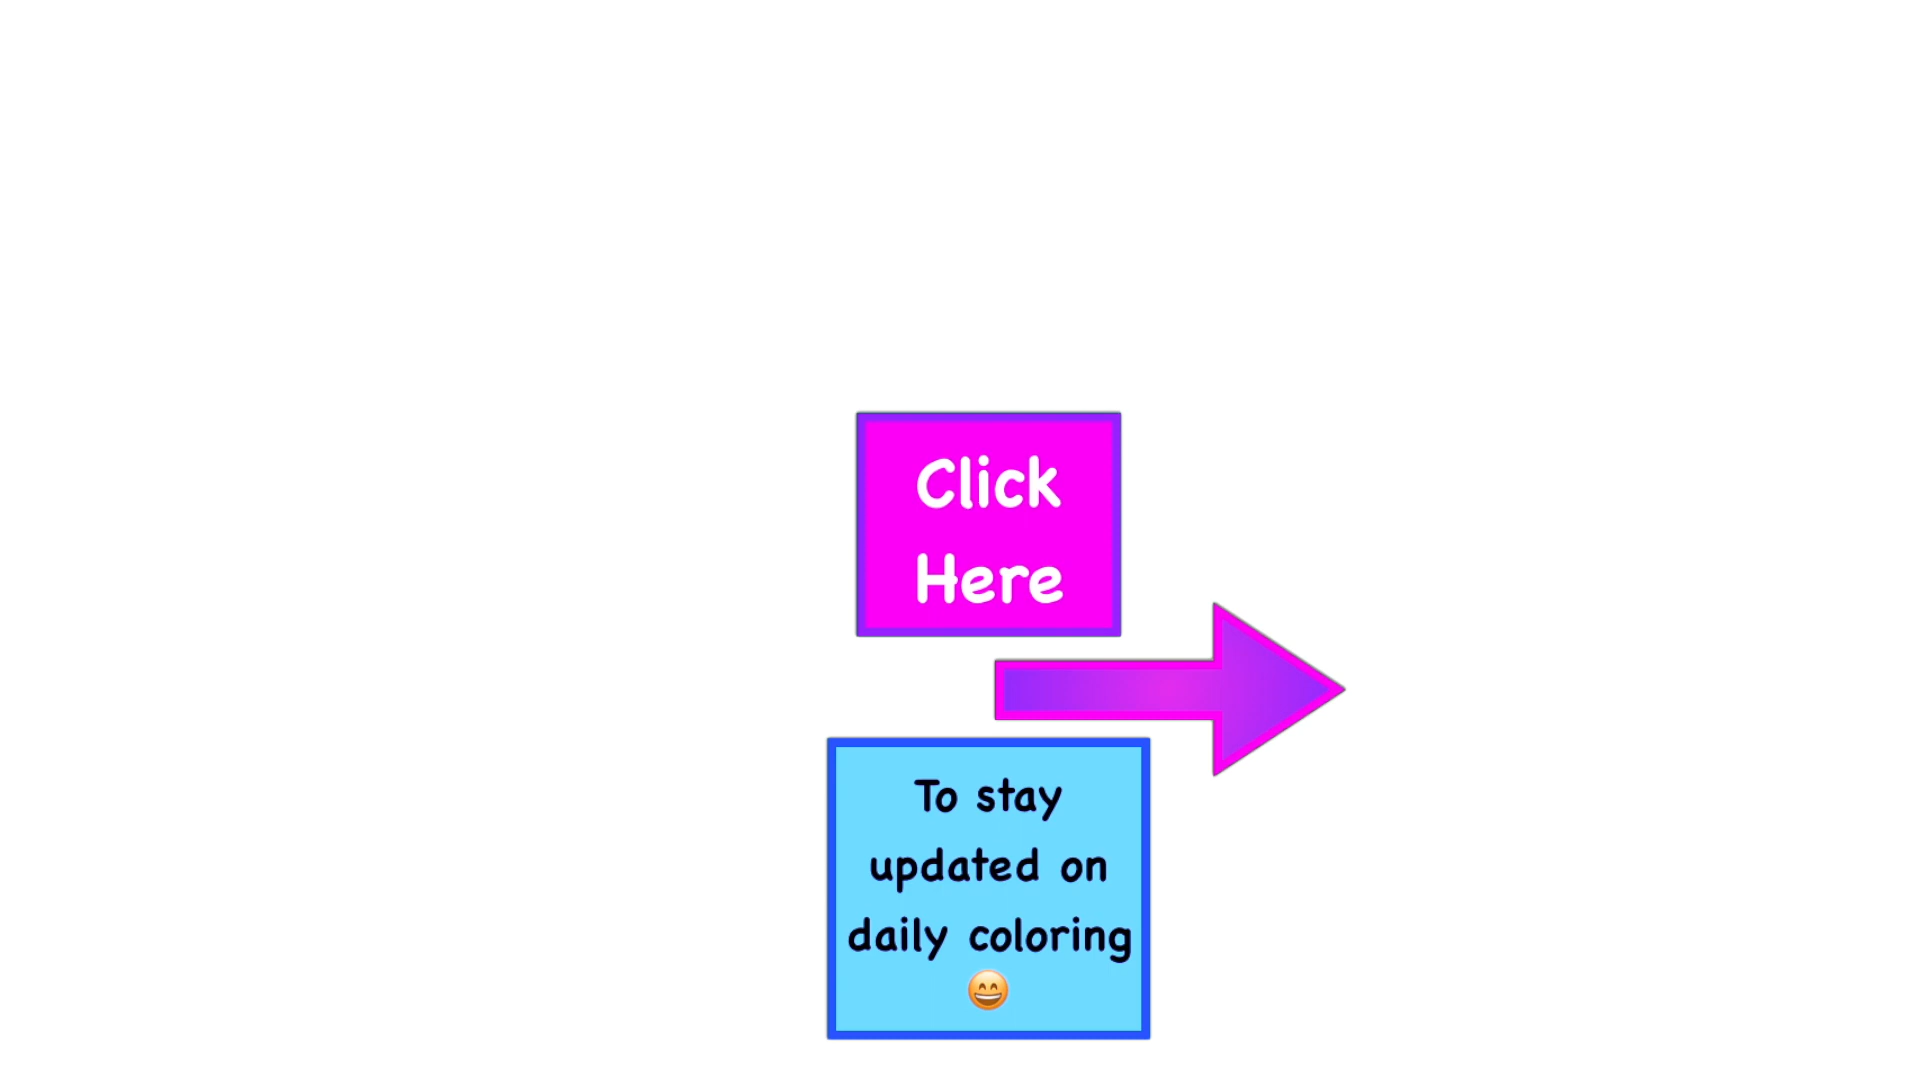 Click
Here
To stay
updated on
daily coloring
😄